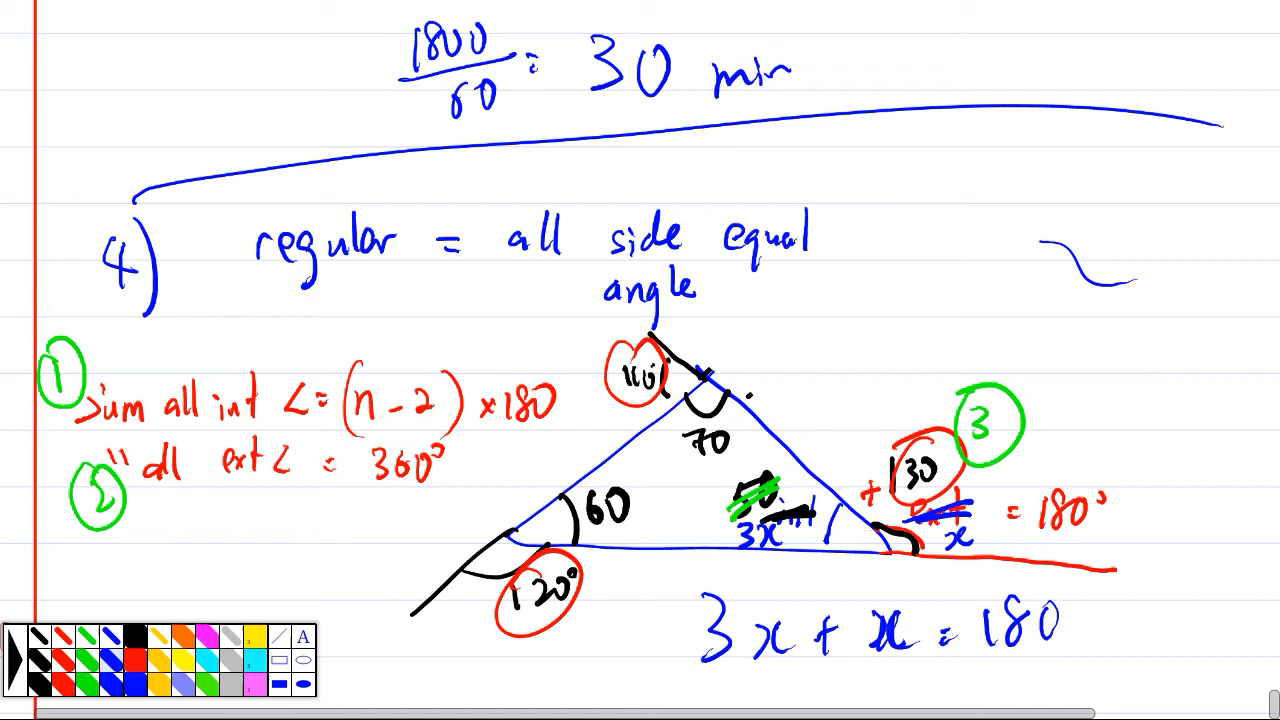 1800
60
= 30 min
4) regular = all side equal
angle
1
Sum all int ∠ = (n - 2) × 180
2
" all ext ∠ = 360°
110
70
60
120°
50
3x
3
+ 130
x
= 180°
3x + x = 180
A